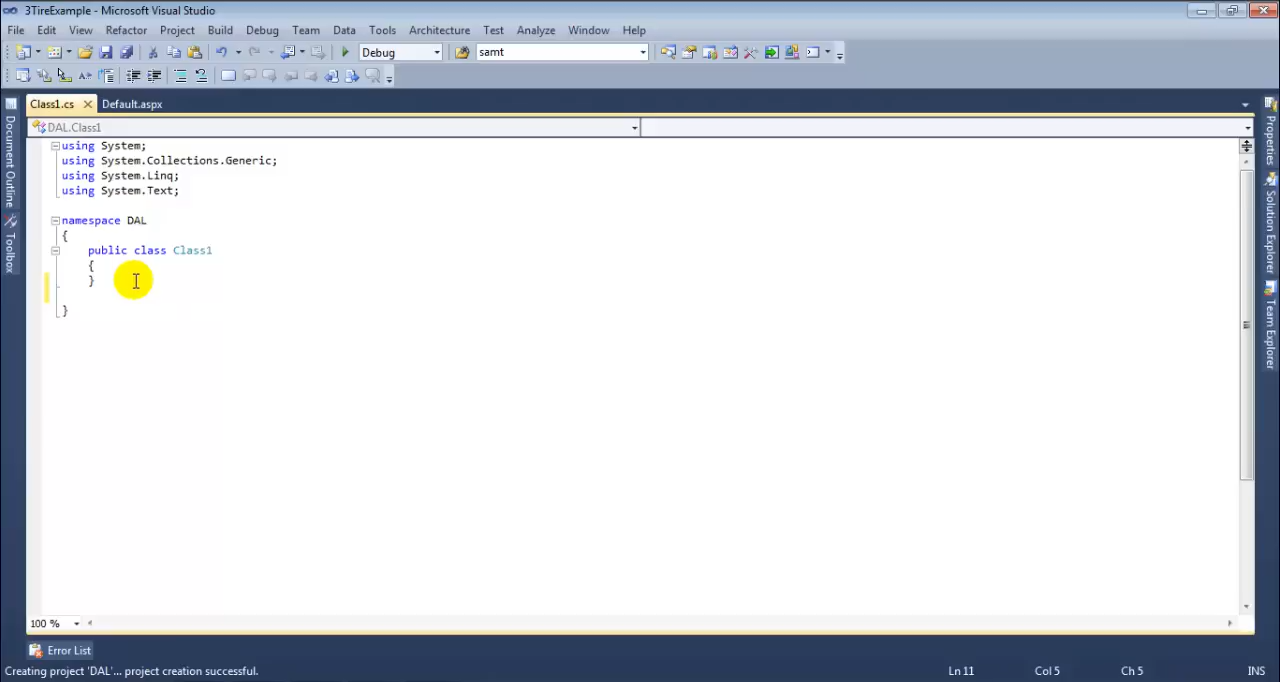 3TireExample - Microsoft Visual Studio
File Edit View Refactor Project Build Debug Team Data Tools Architecture Test Analyze Window Help
Debug samt
Class1.cs Default.aspx
DAL.Class1
using System;
using System.Collections.Generic;
using System.Linq;
using System.Text;
namespace DAL
{
public class Class1
{
}
}
100 %
Error List
Creating project 'DAL'... project creation successful. Ln 11 Col 5 Ch 5 INS
Document Outline
Toolbox
Properties
Solution Explorer
Team Explorer